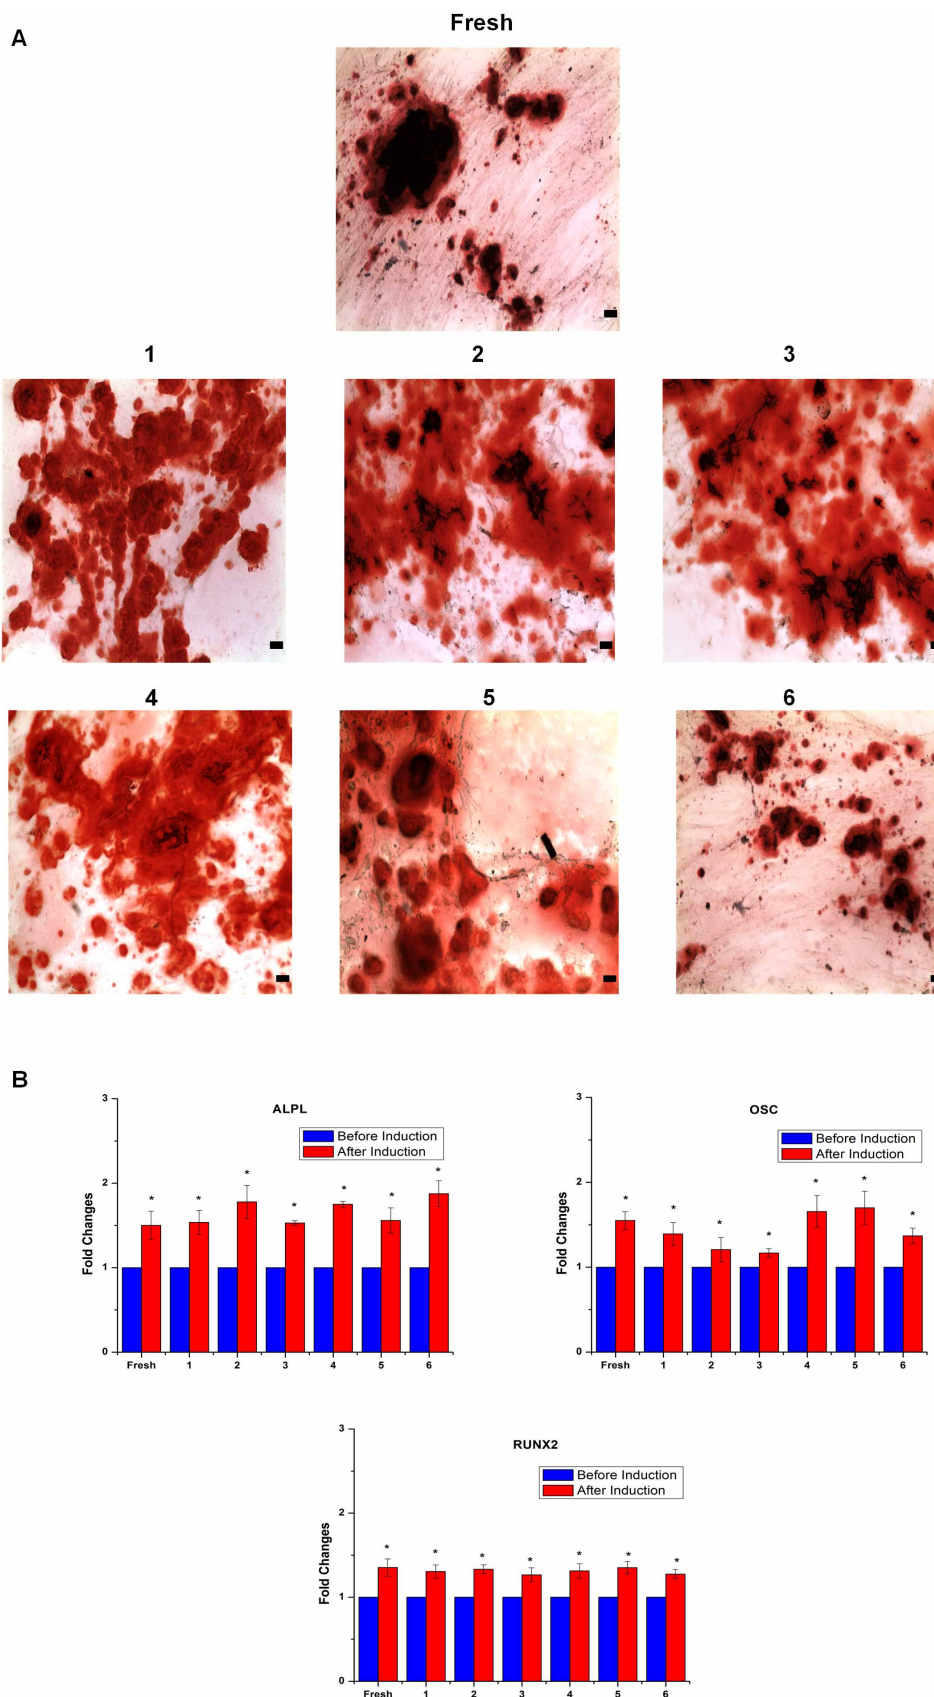 Fresh
A
1 2 3
4 5 6
B
ALPL
Before Induction
After Induction
Fold Changes
3
2
1
0
Fresh 1 2 3 4 5 6
* * * * * * *
OSC
Before Induction
After Induction
Fold Changes
3
2
1
0
Fresh 1 2 3 4 5 6
* * * * * * *
RUNX2
Before Induction
After Induction
Fold Changes
3
2
1
0
Fresh 1 2 3 4 5 6
* * * * * * *